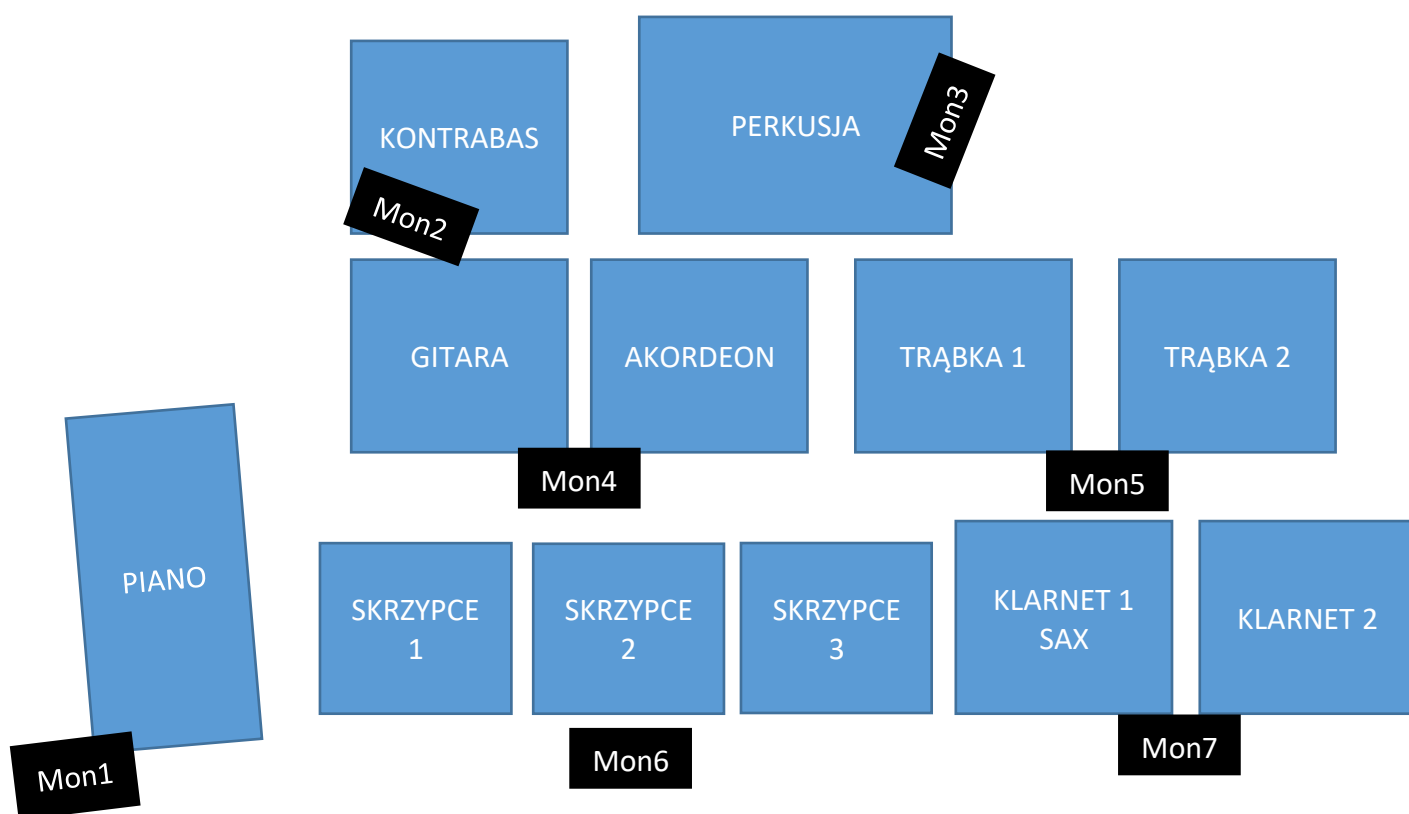 KONTRABAS
PERKUSJA
Mon3
Mon2
GITARA
AKORDEON
TRĄBKA 1
TRĄBKA 2
Mon4
Mon5
PIANO
SKRZYPCE
1
SKRZYPCE
2
SKRZYPCE
3
KLARNET 1
SAX
KLARNET 2
Mon1
Mon6
Mon7